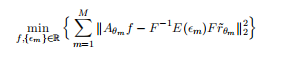 \min_{f,\{\epsilon_m\}\in\mathbb{R}} \left\{ \sum_{m=1}^{M} \| A_{\theta_m} f - F^{-1} E(\epsilon_m) F \tilde{r}_{\theta_m} \|_2^2 \right\}